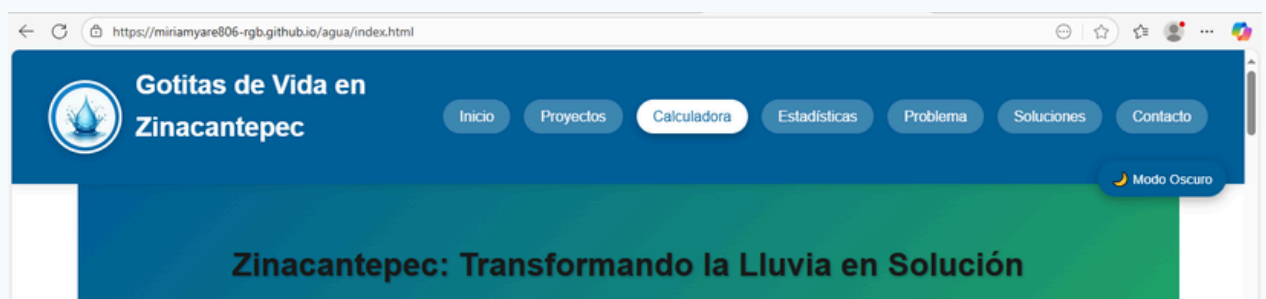 https://miriamyare806-rgb.github.io/agua/index.html
Gotitas de Vida en
Zinacantepec
Inicio Proyectos Calculadora Estadísticas Problema Soluciones Contacto
🌙 Modo Oscuro
Zinacantepec: Transformando la Lluvia en Solución